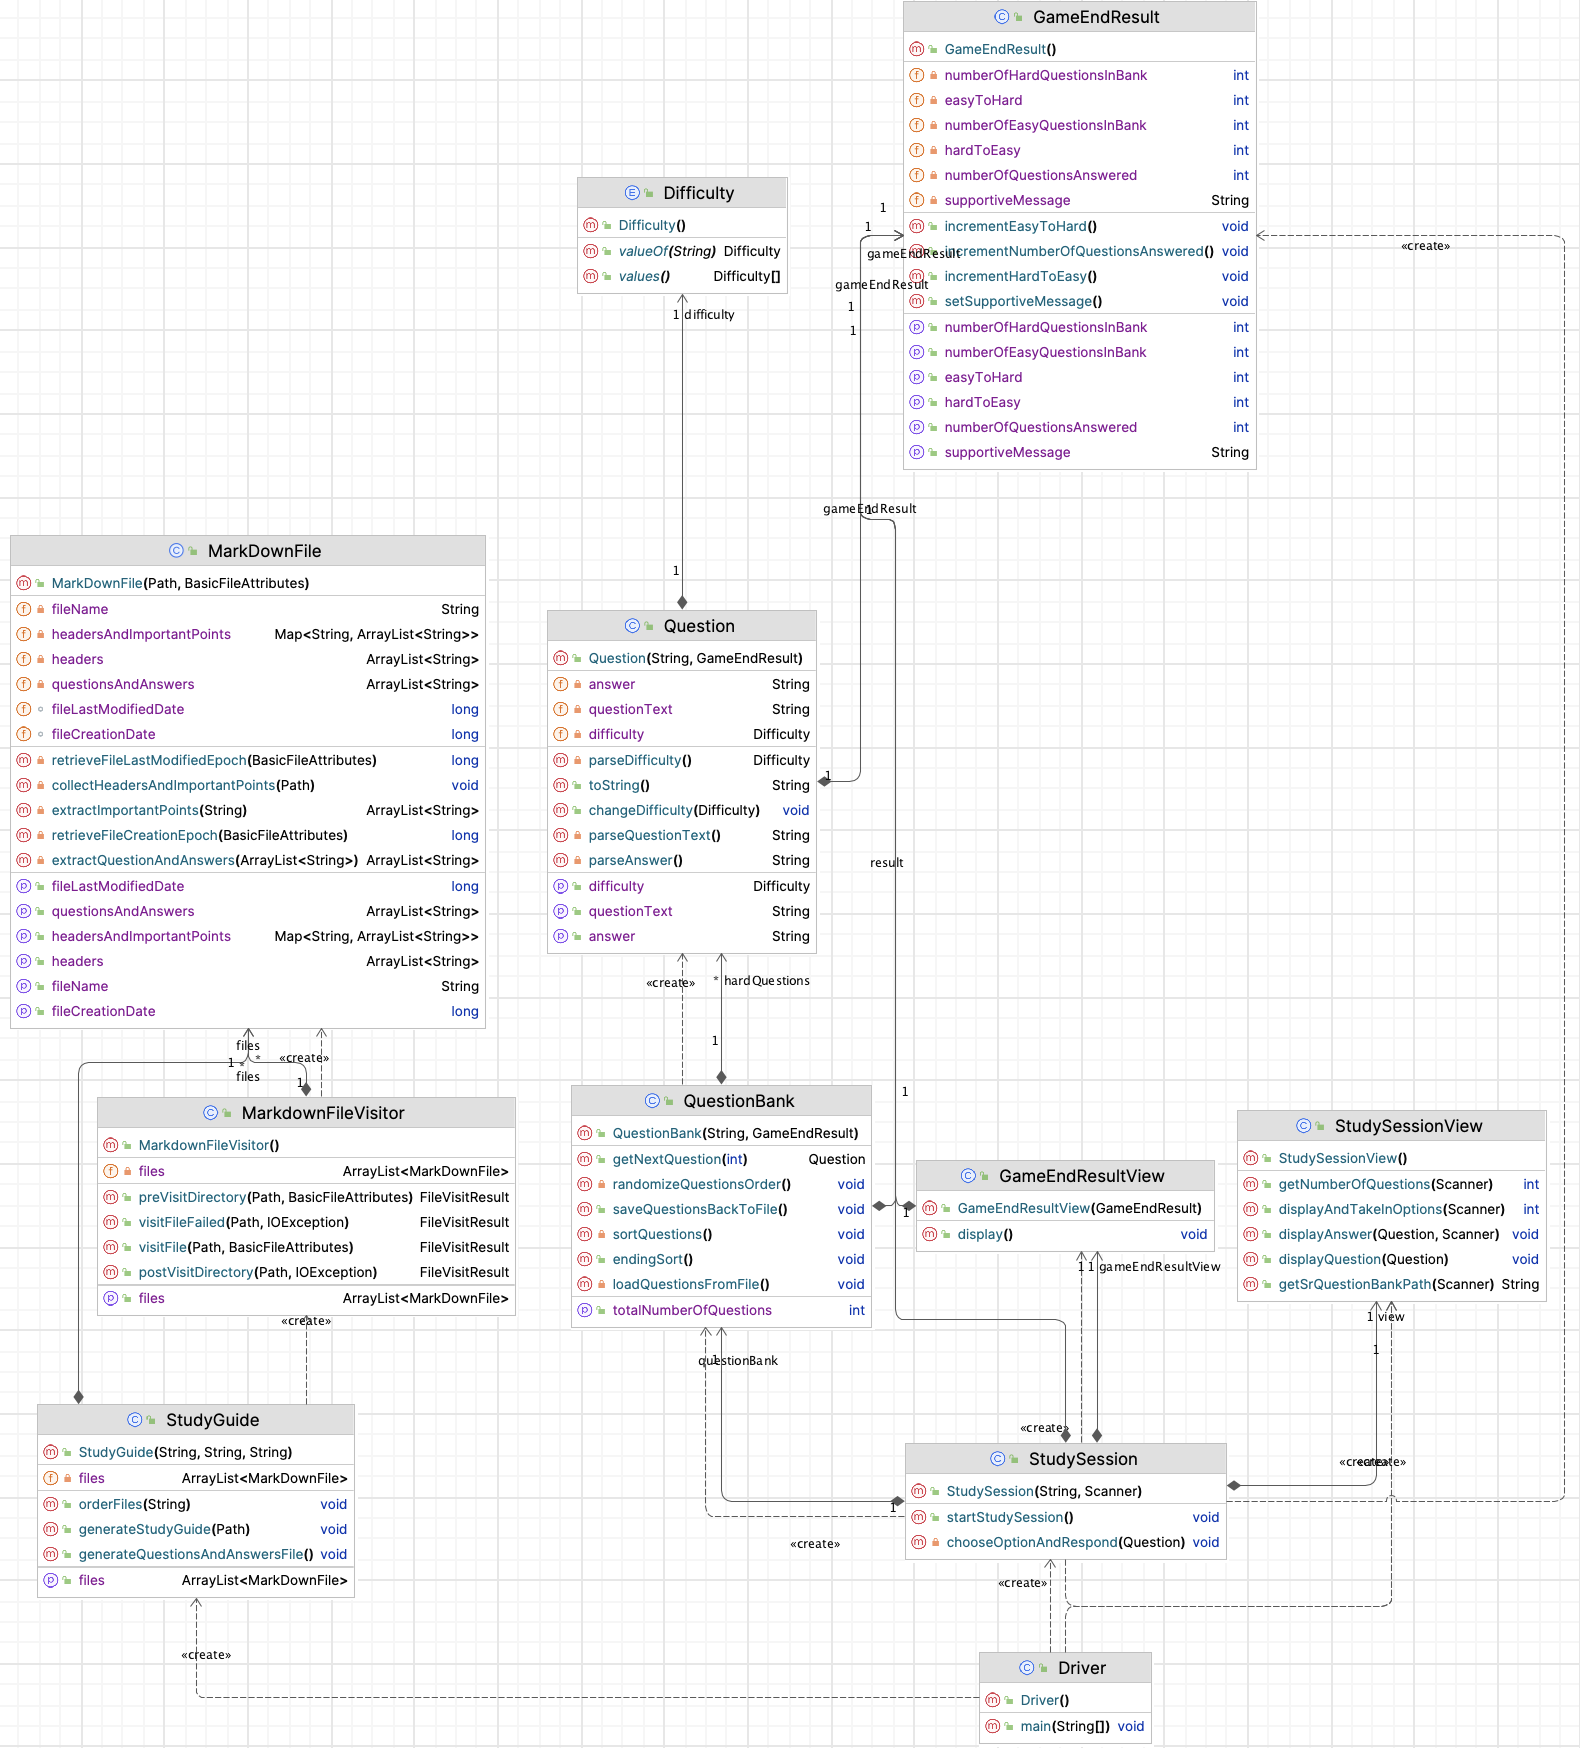 GameEndResult
GameEndResult()
numberOfHardQuestionsInBank int
easyToHard int
numberOfEasyQuestionsInBank int
hardToEasy int
numberOfQuestionsAnswered int
supportiveMessage String
incrementEasyToHard() void
incrementNumberOfQuestionsAnswered() void
incrementHardToEasy() void
setSupportiveMessage() void
numberOfHardQuestionsInBank int
numberOfEasyQuestionsInBank int
easyToHard int
hardToEasy int
numberOfQuestionsAnswered int
supportiveMessage String
1
1
gameEndResult
gameEndResult
1
1
«create»
Difficulty
Difficulty()
valueOf(String) Difficulty
values() Difficulty[]
1 difficulty
1
gameEndResult
1
MarkDownFile
MarkDownFile(Path, BasicFileAttributes)
fileName String
headersAndImportantPoints Map<String, ArrayList<String>>
headers ArrayList<String>
questionsAndAnswers ArrayList<String>
fileLastModifiedDate long
fileCreationDate long
retrieveFileLastModifiedEpoch(BasicFileAttributes) long
collectHeadersAndImportantPoints(Path) void
extractImportantPoints(String) ArrayList<String>
retrieveFileCreationEpoch(BasicFileAttributes) long
extractQuestionAndAnswers(ArrayList<String>) ArrayList<String>
fileLastModifiedDate long
questionsAndAnswers ArrayList<String>
headersAndImportantPoints Map<String, ArrayList<String>>
headers ArrayList<String>
fileName String
fileCreationDate long
Question
Question(String, GameEndResult)
answer String
questionText String
difficulty Difficulty
parseDifficulty() Difficulty
toString() String
changeDifficulty(Difficulty) void
parseQuestionText() String
parseAnswer() String
difficulty Difficulty
questionText String
answer String
1
result
«create»
* hardQuestions
1
files
1 * *
files
«create»
1
MarkdownFileVisitor
MarkdownFileVisitor()
files ArrayList<MarkDownFile>
preVisitDirectory(Path, BasicFileAttributes) FileVisitResult
visitFileFailed(Path, IOException) FileVisitResult
visitFile(Path, BasicFileAttributes) FileVisitResult
postVisitDirectory(Path, IOException) FileVisitResult
files ArrayList<MarkDownFile>
«create»
QuestionBank
QuestionBank(String, GameEndResult)
getNextQuestion(int) Question
randomizeQuestionsOrder() void
saveQuestionsBackToFile() void
sortQuestions() void
endingSort() void
loadQuestionsFromFile() void
totalNumberOfQuestions int
1
1
GameEndResultView
GameEndResultView(GameEndResult)
display() void
1 1 gameEndResultView
StudySessionView
StudySessionView()
getNumberOfQuestions(Scanner) int
displayAndTakeInOptions(Scanner) int
displayAnswer(Question, Scanner) void
displayQuestion(Question) void
getSrQuestionBankPath(Scanner) String
1 view
1
questionBank
1
StudyGuide
StudyGuide(String, String, String)
files ArrayList<MarkDownFile>
orderFiles(String) void
generateStudyGuide(Path) void
generateQuestionsAndAnswersFile() void
files ArrayList<MarkDownFile>
«create»
«create»
«create»
StudySession
StudySession(String, Scanner)
startStudySession() void
chooseOptionAndRespond(Question) void
1
«create»
«create»
«create»
Driver
Driver()
main(String[]) void